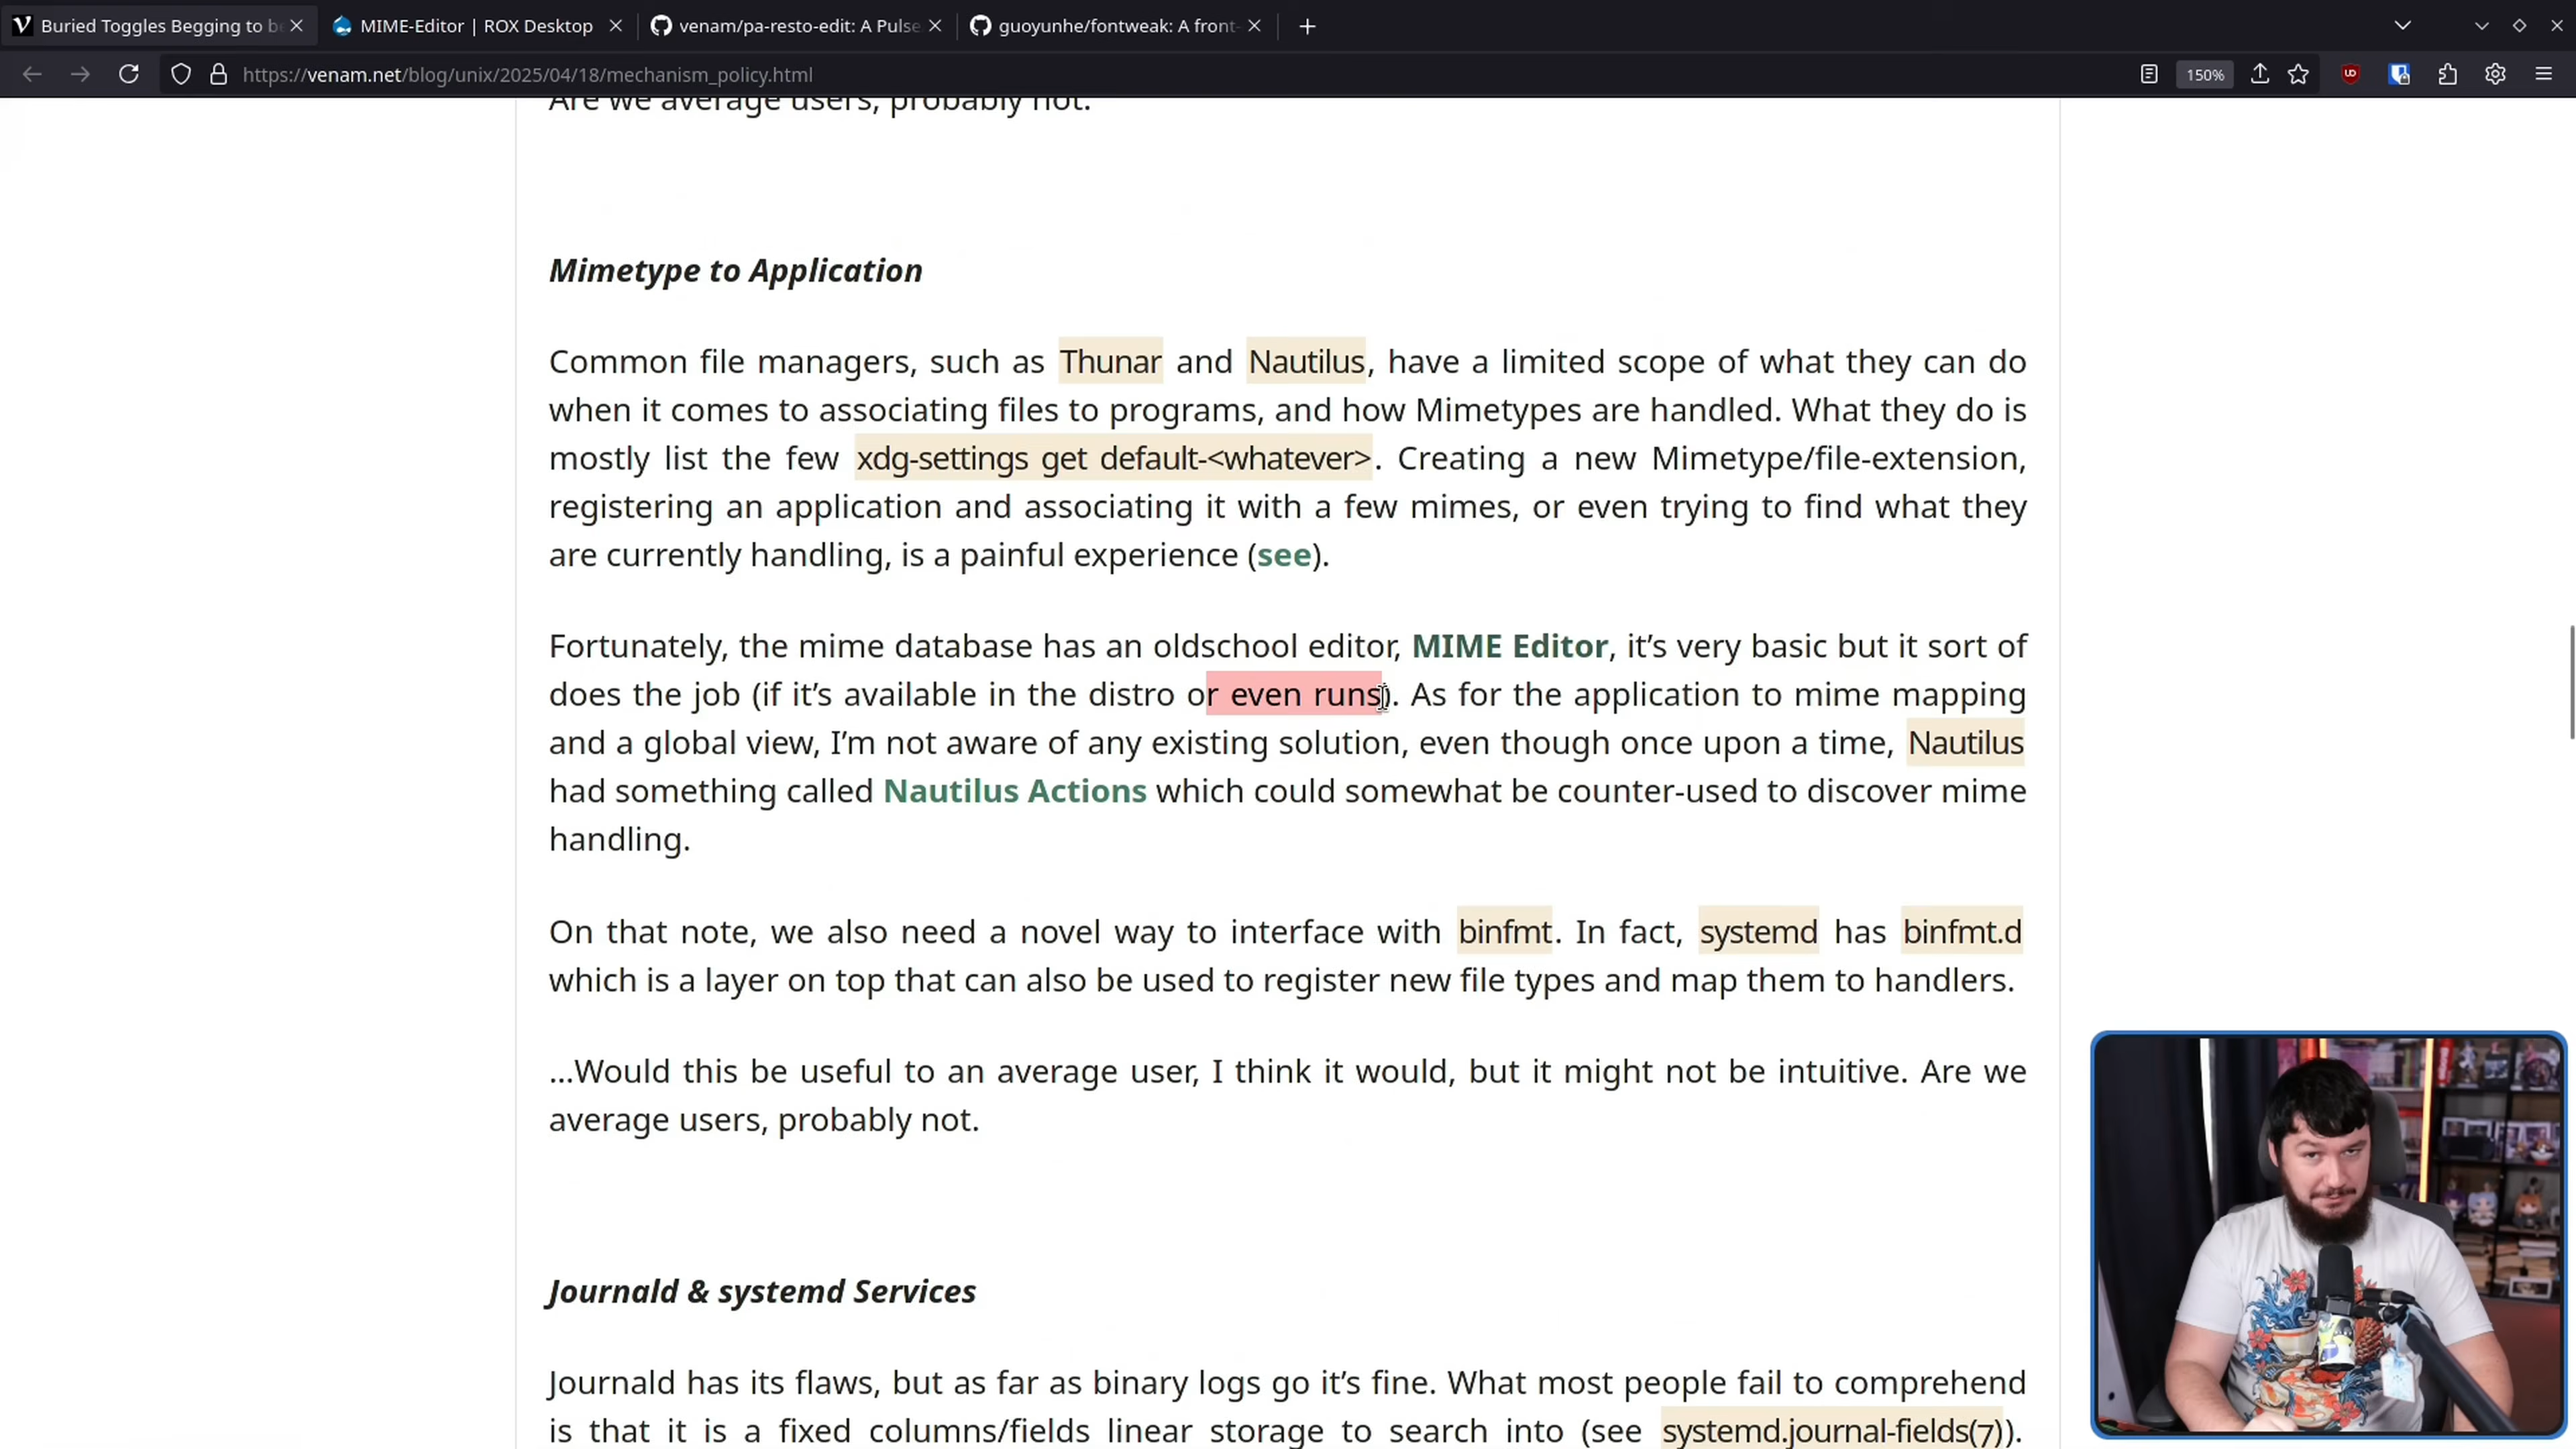 Buried Toggles Begging to be
MIME-Editor | ROX Desktop
venam/pa-resto-edit: A Pulse
guoyunhe/fontweak: A front-
https://venam.net/blog/unix/2025/04/18/mechanism_policy.html
150%
Are we average users, probably not.
Mimetype to Application
Common file managers, such as Thunar and Nautilus, have a limited scope of what they can do
when it comes to associating files to programs, and how Mimetypes are handled. What they do is
mostly list the few xdg-settings get default-<whatever>. Creating a new Mimetype/file-extension,
registering an application and associating it with a few mimes, or even trying to find what they
are currently handling, is a painful experience (see).
Fortunately, the mime database has an oldschool editor, MIME Editor, it’s very basic but it sort of
does the job (if it’s available in the distro or even runs). As for the application to mime mapping
and a global view, I’m not aware of any existing solution, even though once upon a time, Nautilus
had something called Nautilus Actions which could somewhat be counter-used to discover mime
handling.
On that note, we also need a novel way to interface with binfmt. In fact, systemd has binfmt.d
which is a layer on top that can also be used to register new file types and map them to handlers.
…Would this be useful to an average user, I think it would, but it might not be intuitive. Are we
average users, probably not.
Journald & systemd Services
Journald has its flaws, but as far as binary logs go it’s fine. What most people fail to comprehend
is that it is a fixed columns/fields linear storage to search into (see systemd.journal-fields(7)).